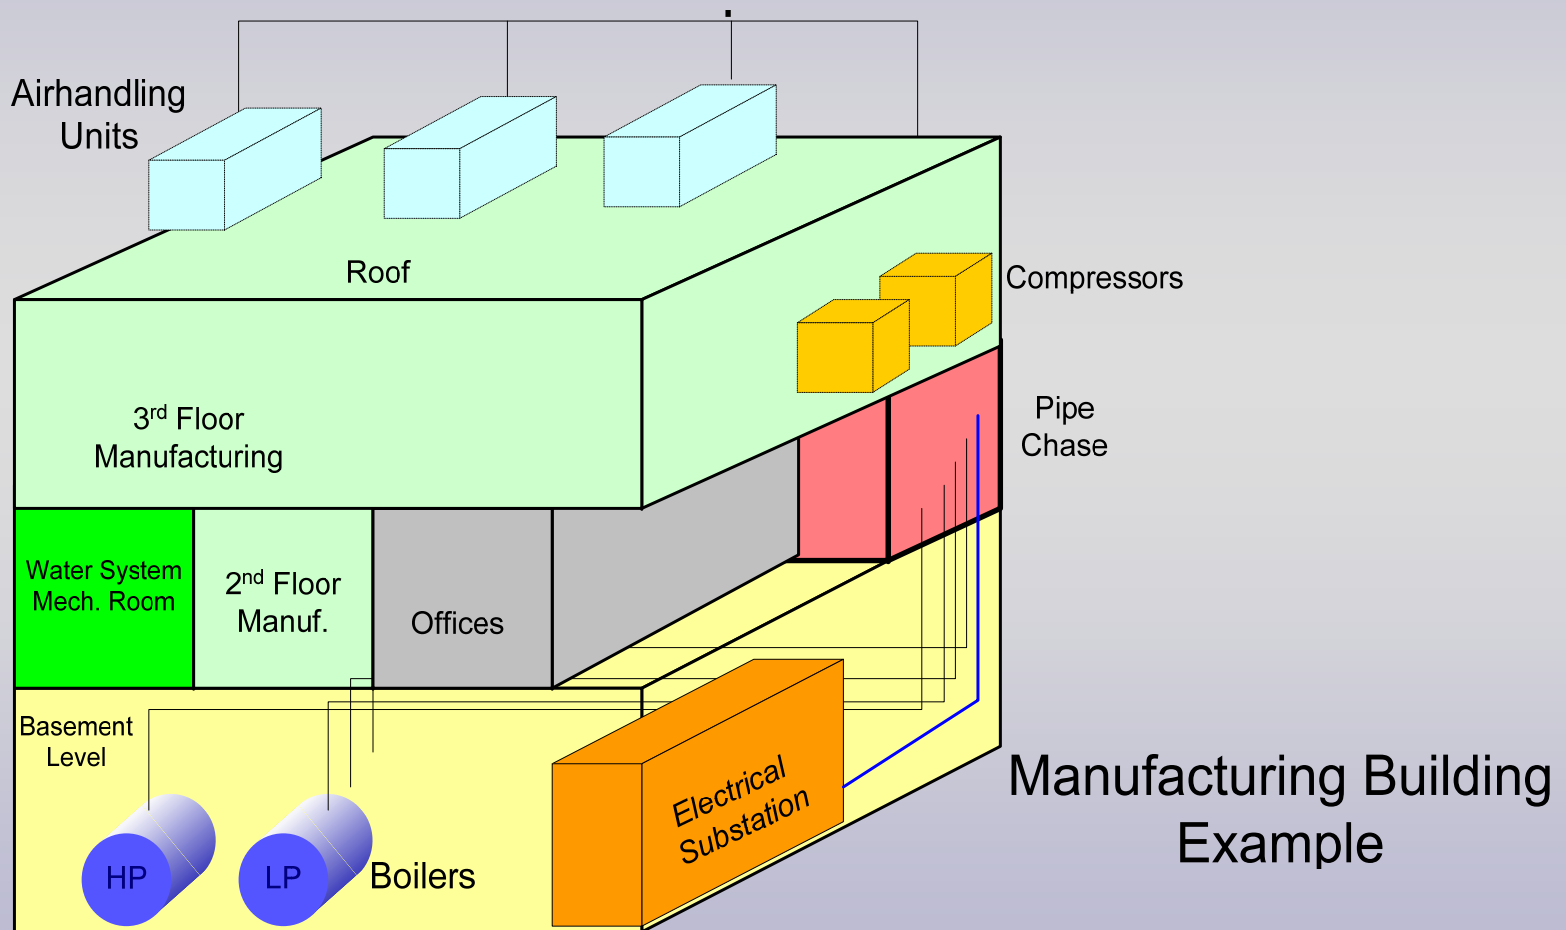 .
Airhandling
Units
Roof
Compressors
3rd Floor
Manufacturing
Pipe
Chase
Water System
Mech. Room
2nd Floor
Manuf.
Offices
Basement
Level
Electrical
Substation
HP
LP
Boilers
Manufacturing Building
Example